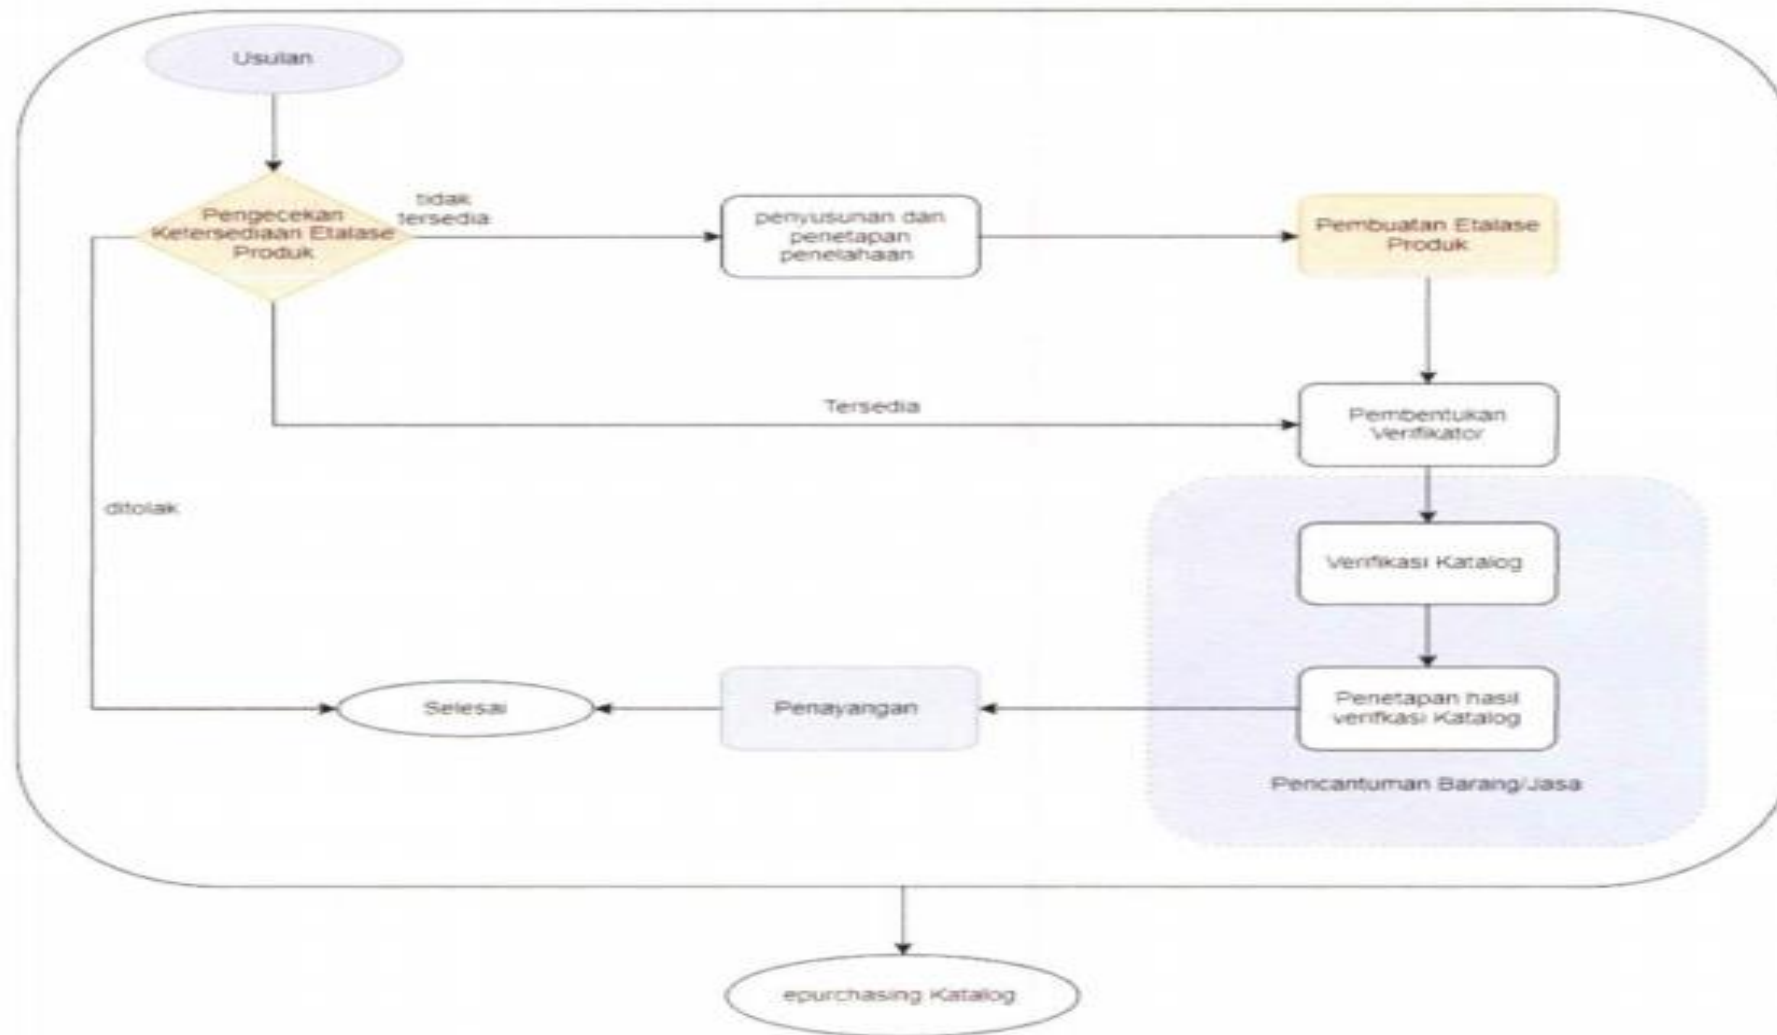 Usulan
Pengecekan
Ketersediaan Etalase
Produk
tidak
tersedia
penyusunan dan
penetapan
penelahaan
Pembuatan Etalase
Produk
Tersedia
Pembentukan
Verifikator
ditolak
Verifikasi Katalog
Selesai
Penayangan
Penetapan hasil
verifkasi Katalog
Pencantuman Barang/Jasa
epurchasing Katalog